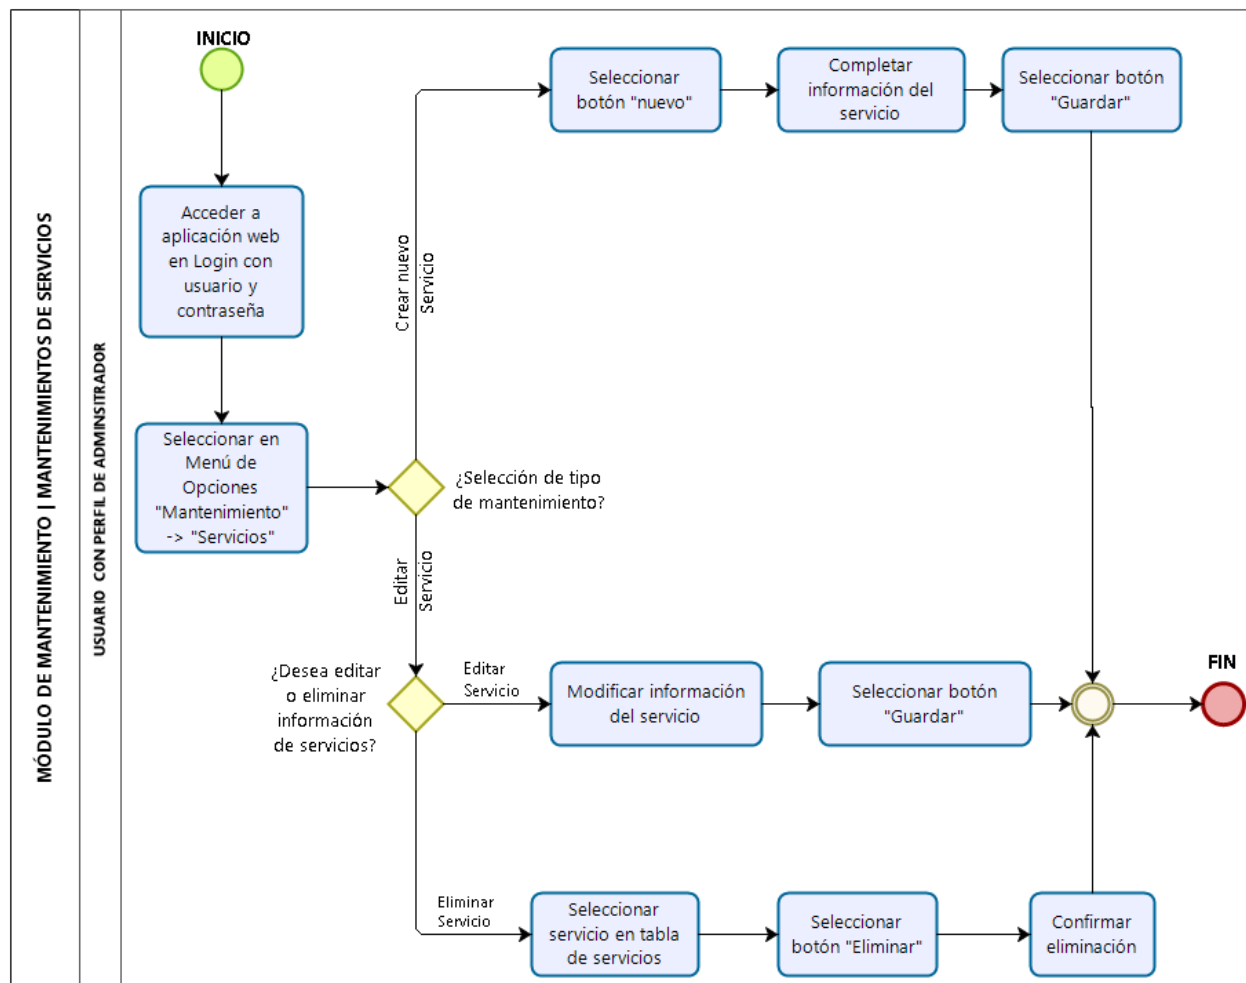 MÓDULO DE MANTENIMIENTO | MANTENIMIENTOS DE SERVICIOS
USUARIO CON PERFIL DE ADMINSITRADOR
INICIO
Acceder a
aplicación web
en Login con
usuario y
contraseña
Seleccionar en
Menú de
Opciones
"Mantenimiento"
-> "Servicios"
¿Selección de tipo
de mantenimiento?
Crear nuevo
Servicio
Seleccionar
botón "nuevo"
Completar
información del
servicio
Seleccionar botón
"Guardar"
Editar
Servicio
¿Desea editar
o eliminar
información
de servicios?
Editar
Servicio
Modificar información
del servicio
Seleccionar botón
"Guardar"
FIN
Eliminar
Servicio
Seleccionar
servicio en tabla
de servicios
Seleccionar
botón "Eliminar"
Confirmar
eliminación